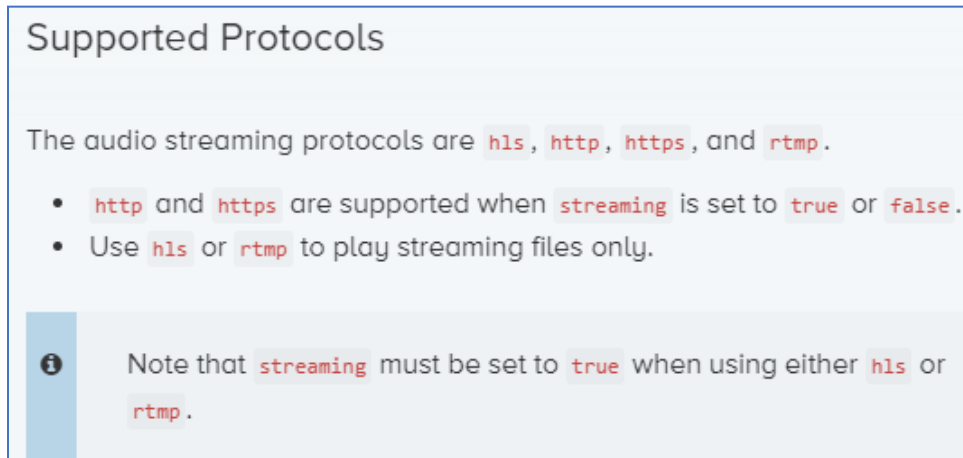 Supported Protocols
The audio streaming protocols are hls, http, https, and rtmp.
• http and https are supported when streaming is set to true or false.
• Use hls or rtmp to play streaming files only.
Note that streaming must be set to true when using either hls or
rtmp.